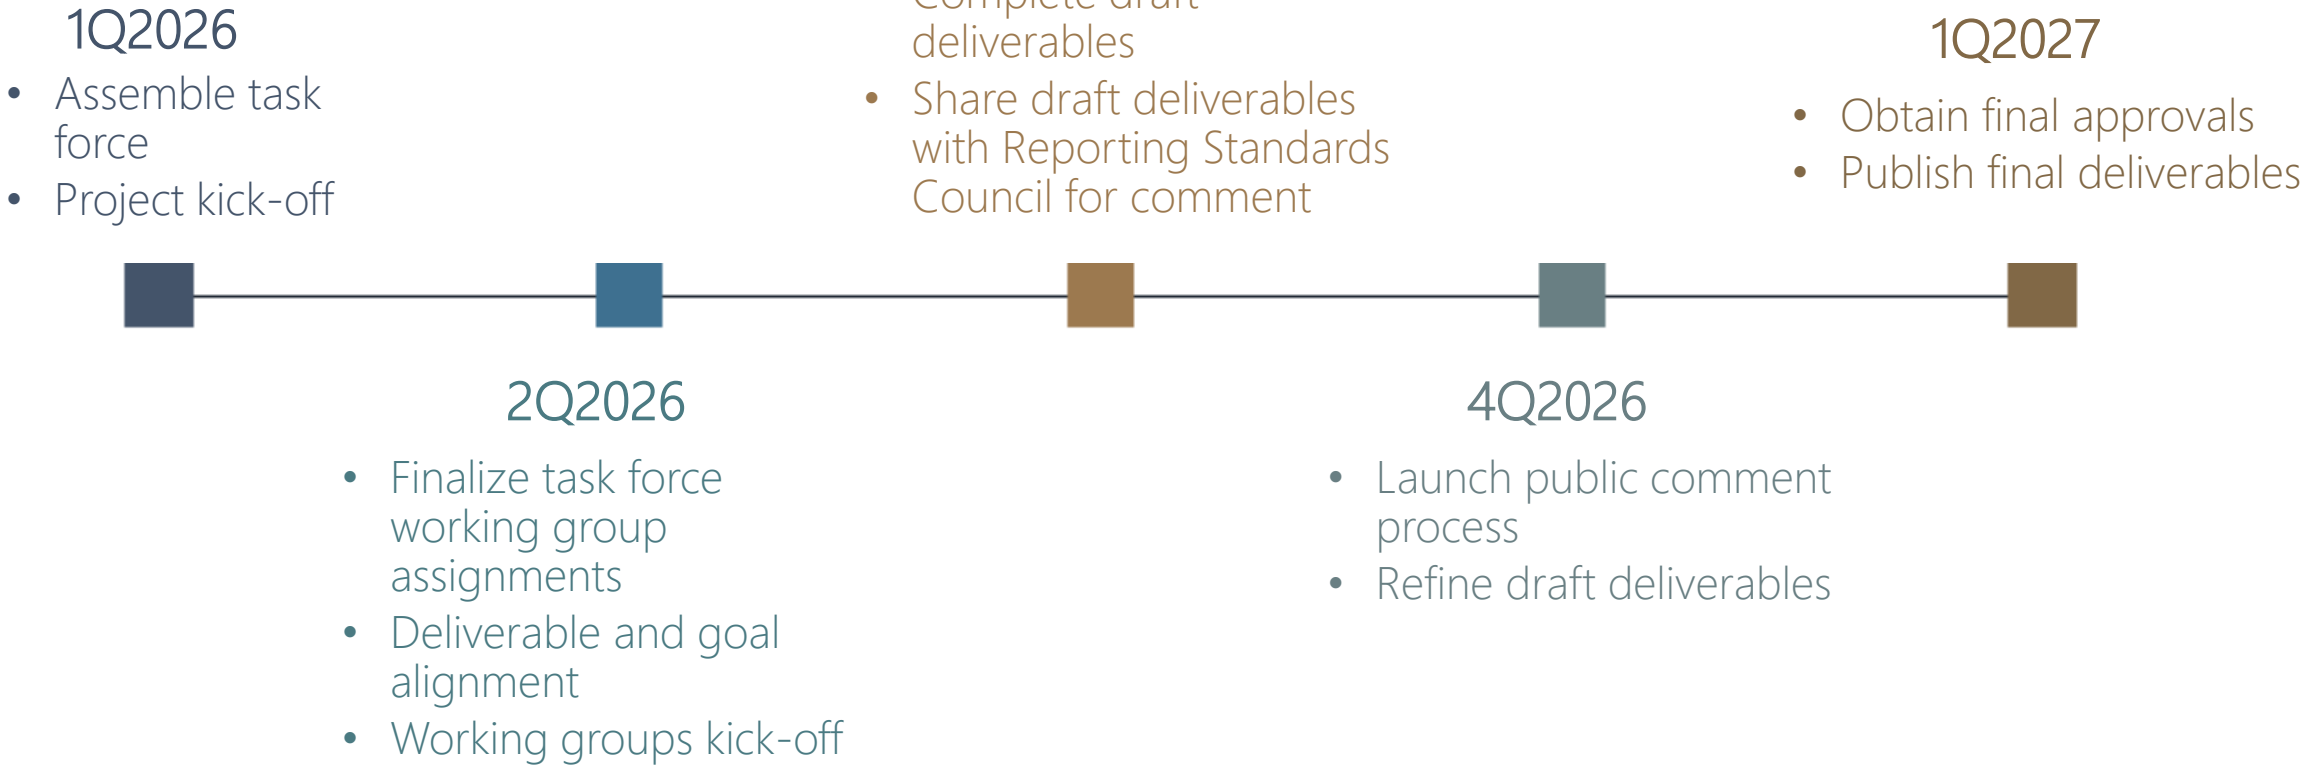 1Q2026
• Assemble task
force
• Project kick-off
Complete draft
deliverables
• Share draft deliverables
with Reporting Standards
Council for comment
1Q2027
• Obtain final approvals
• Publish final deliverables
2Q2026
• Finalize task force
working group
assignments
• Deliverable and goal
alignment
• Working groups kick-off
4Q2026
• Launch public comment
process
• Refine draft deliverables